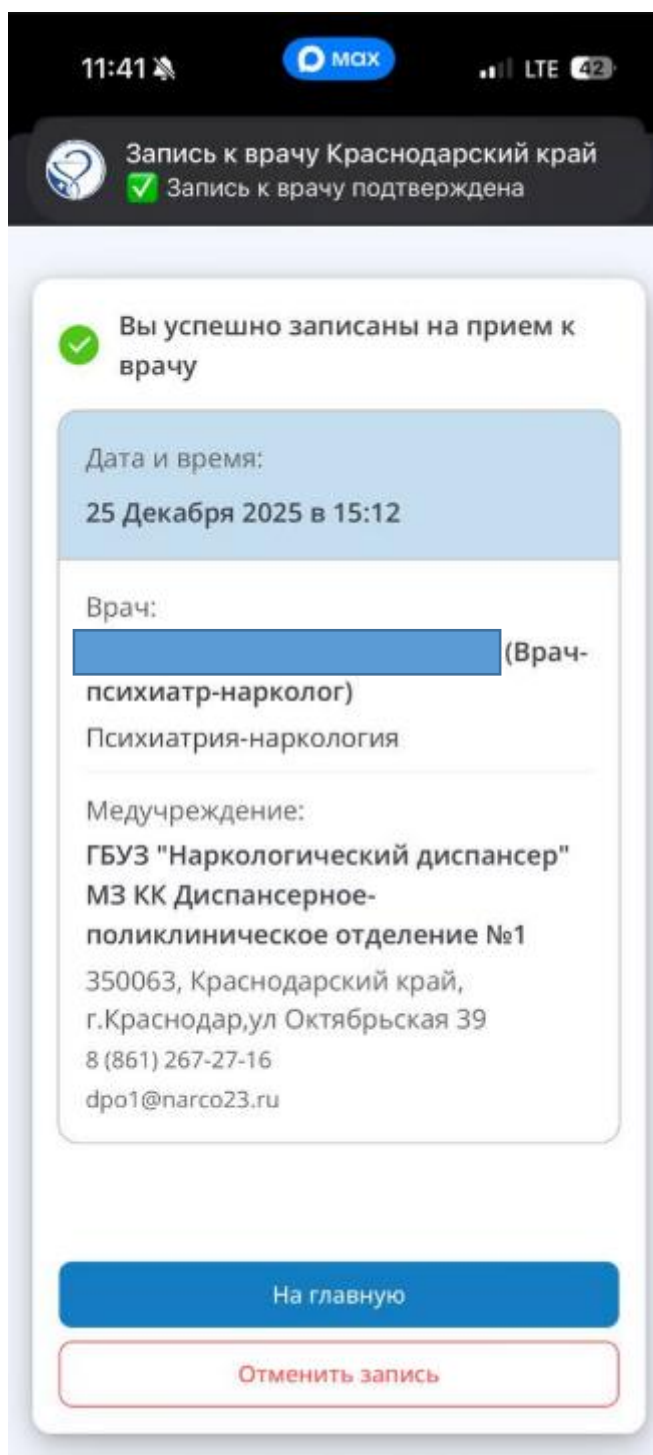 11:41
max
LTE 42
Запись к врачу Краснодарский край
Запись к врачу подтверждена
Вы успешно записаны на прием к
врачу
Дата и время:
25 Декабря 2025 в 15:12
Врач:
(Врач-
психиатр-нарколог)
Психиатрия-наркология
Медучреждение:
ГБУЗ "Наркологический диспансер"
МЗ КК Диспансерное-
поликлиническое отделение №1
350063, Краснодарский край,
г.Краснодар,ул Октябрьская 39
8 (861) 267-27-16
dpo1@narco23.ru
На главную
Отменить запись